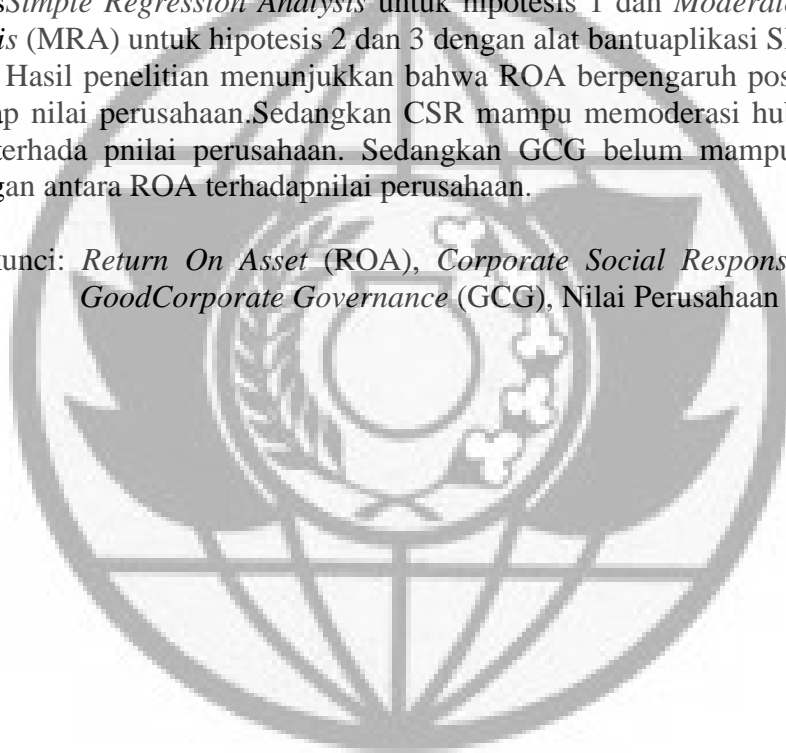 sSimple Regression Analysis untuk hipotesis 1 dan Moderate
is (MRA) untuk hipotesis 2 dan 3 dengan alat bantuaplikasi S
Hasil penelitian menunjukkan bahwa ROA berpengaruh pos
ap nilai perusahaan.Sedangkan CSR mampu memoderasi hu
terhada pnilai perusahaan. Sedangkan GCG belum mampu
gan antara ROA terhadapnilai perusahaan.
unci: Return On Asset (ROA), Corporate Social Respons
GoodCorporate Governance (GCG), Nilai Perusahaan